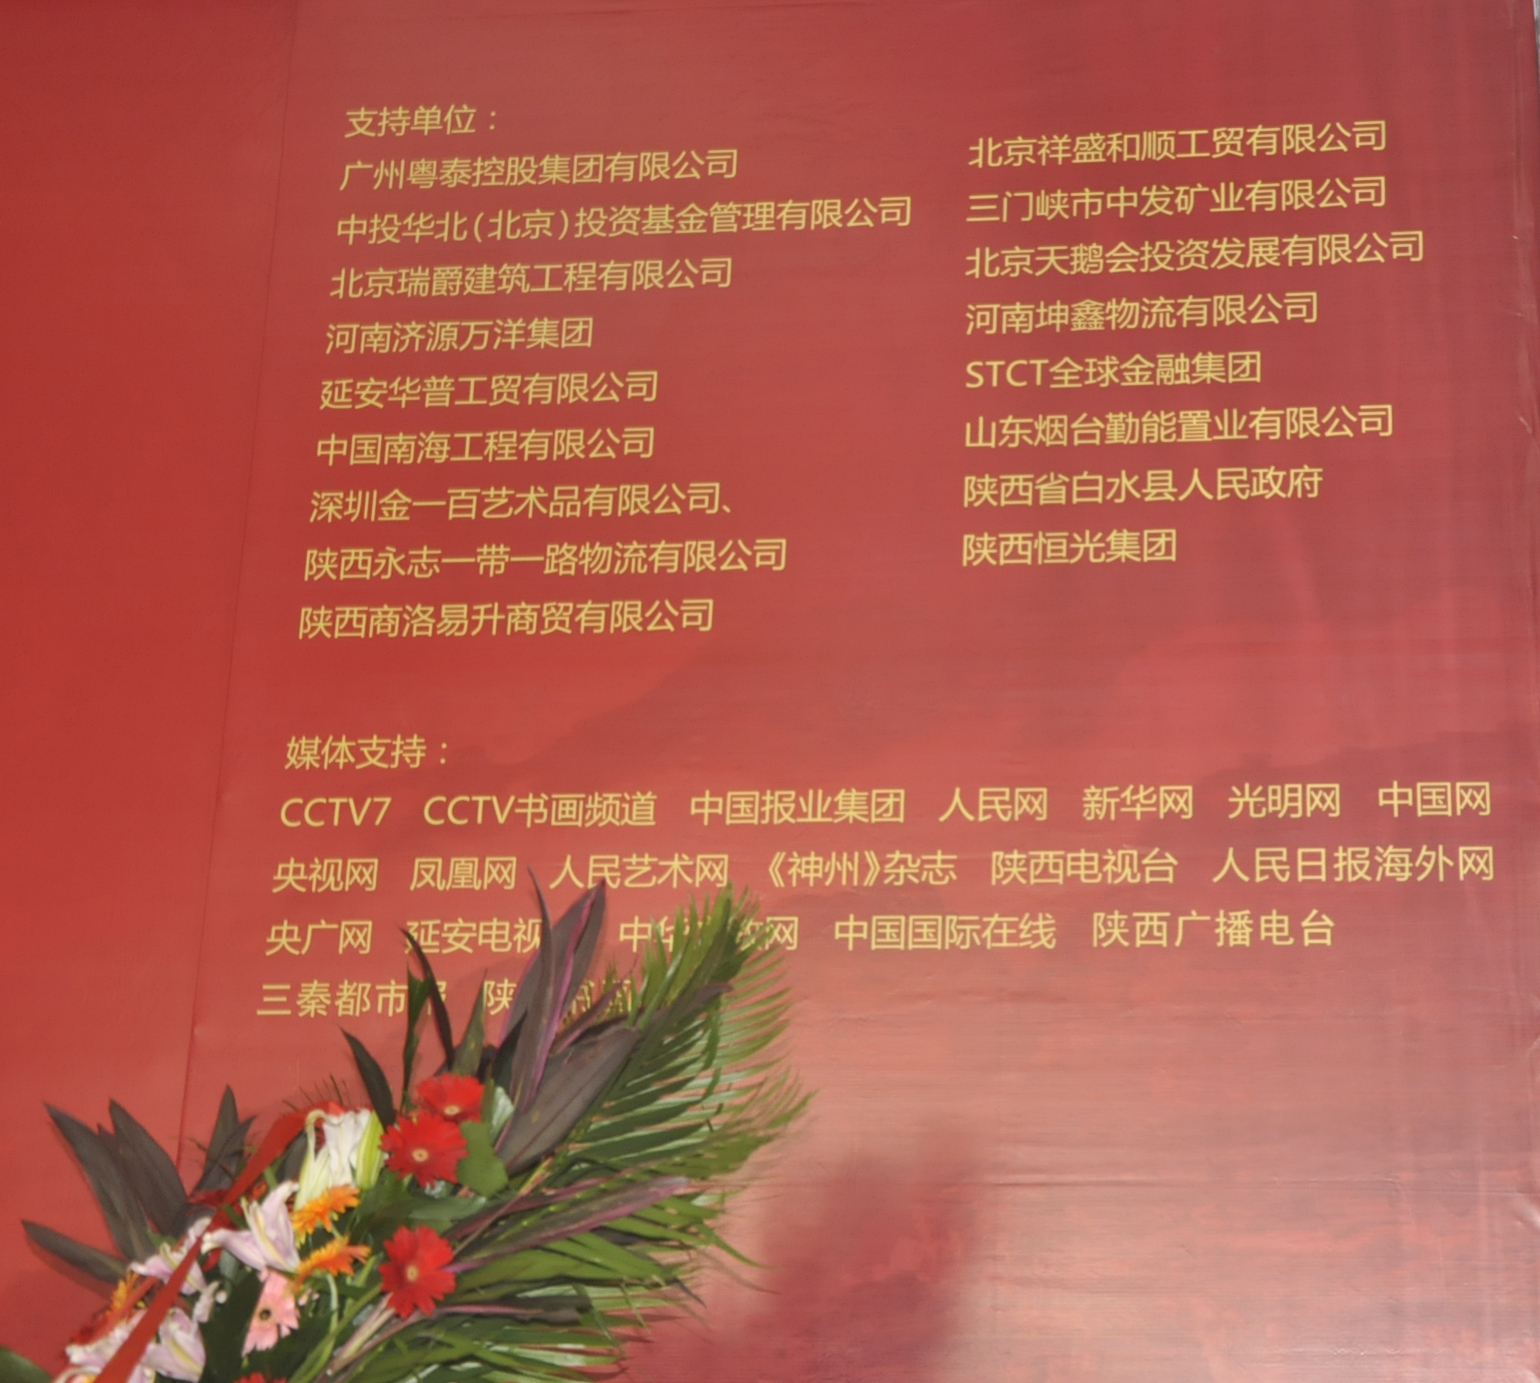 支持单位：
广州粤泰控股集团有限公司
中投华北(北京)投资基金管理有限公司
北京瑞爵建筑工程有限公司
河南济源万洋集团
延安华普工贸有限公司
中国南海工程有限公司
深圳金一百艺术品有限公司、
陕西永志一带一路物流有限公司
陕西商洛易升商贸有限公司
北京祥盛和顺工贸有限公司
三门峡市中发矿业有限公司
北京天鹅会投资发展有限公司
河南坤鑫物流有限公司
STCT全球金融集团
山东烟台勤能置业有限公司
陕西省白水县人民政府
陕西恒光集团
媒体支持：
CCTV7 CCTV书画频道 中国报业集团 人民网 新华网 光明网 中国网
央视网 凤凰网 人民艺术网 《神州》杂志 陕西电视台 人民日报海外网
央广网 延安电视 中国国际在线 陕西广播电台
三秦都市